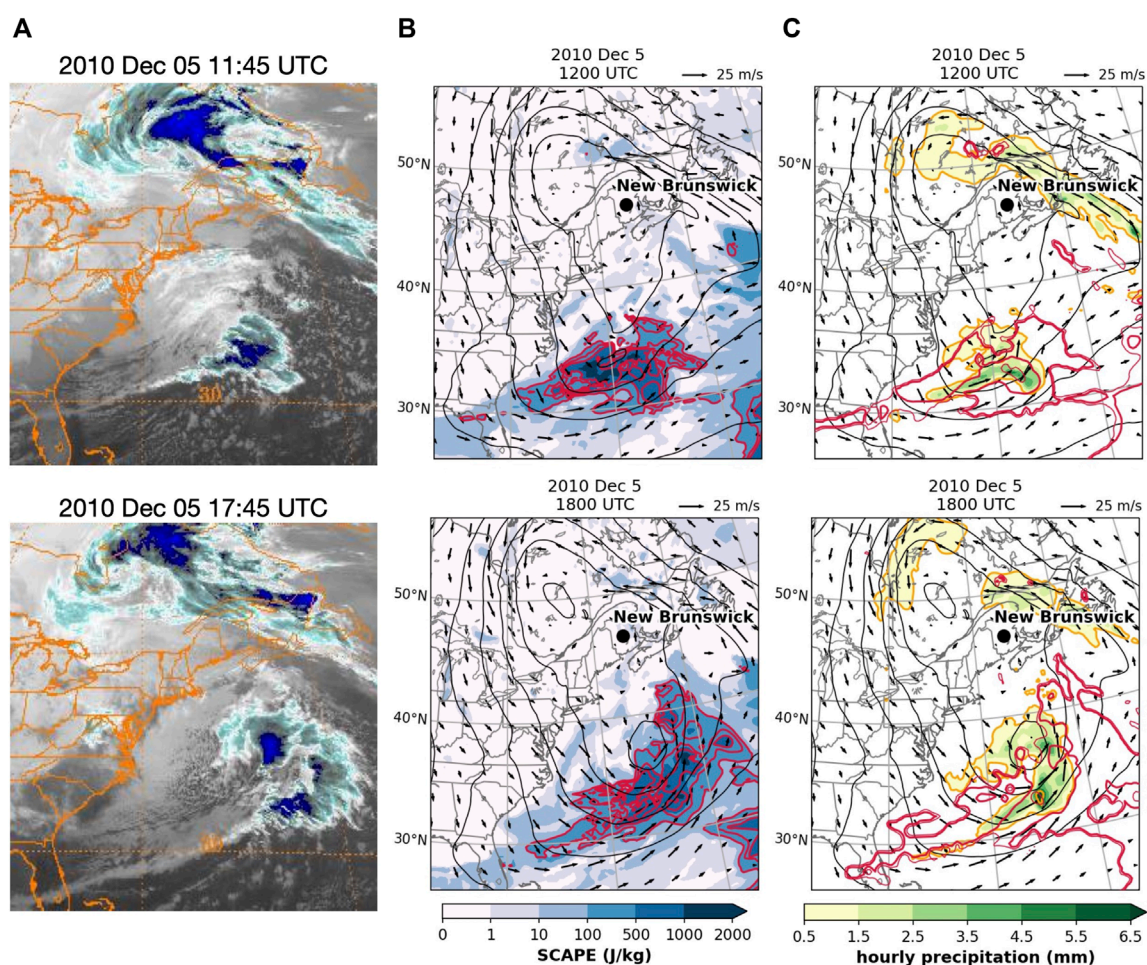 A
B
C
2010 Dec 05 11:45 UTC
30
2010 Dec 5
1200 UTC
25 m/s
50°N
40°N
30°N
New Brunswick
2010 Dec 5
1200 UTC
25 m/s
50°N
40°N
30°N
New Brunswick
2010 Dec 05 17:45 UTC
2010 Dec 5
1800 UTC
25 m/s
50°N
40°N
30°N
New Brunswick
2010 Dec 5
1800 UTC
25 m/s
50°N
40°N
30°N
New Brunswick
0 1 10 100 500 1000 2000
SCAPE (J/kg)
0.5 1.5 2.5 3.5 4.5 5.5 6.5
hourly precipitation (mm)